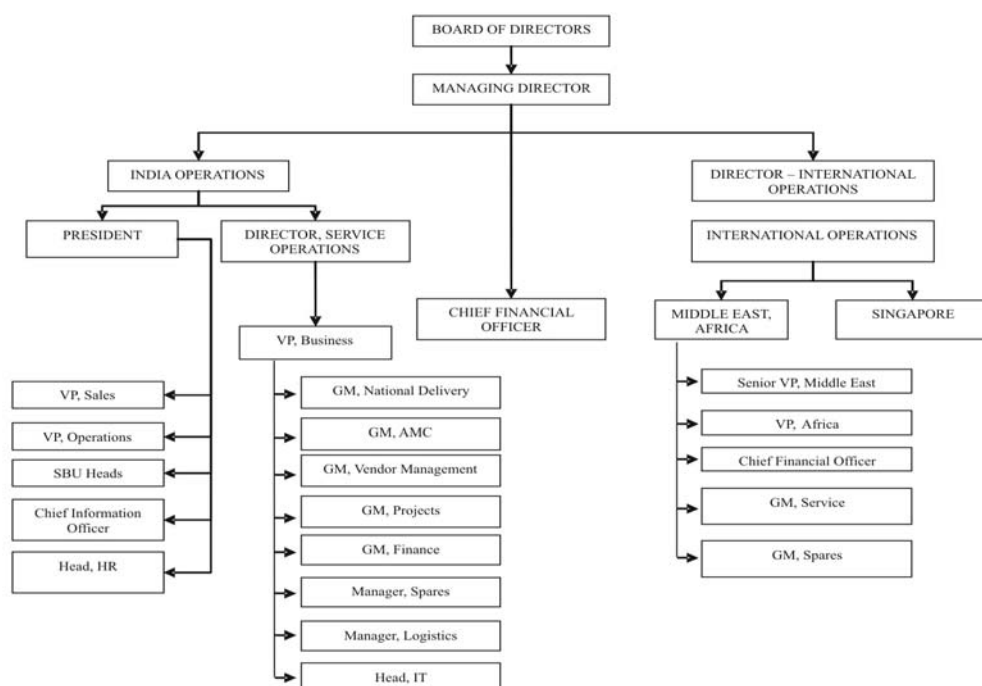 BOARD OF DIRECTORS
MANAGING DIRECTOR
INDIA OPERATIONS
DIRECTOR – INTERNATIONAL
OPERATIONS
PRESIDENT
DIRECTOR, SERVICE
OPERATIONS
INTERNATIONAL OPERATIONS
CHIEF FINANCIAL
OFFICER
MIDDLE EAST,
AFRICA
SINGAPORE
VP, Business
VP, Sales
VP, Operations
SBU Heads
Chief Information
Officer
Head, HR
GM, National Delivery
GM, AMC
GM, Vendor Management
GM, Projects
GM, Finance
Manager, Spares
Manager, Logistics
Head, IT
Senior VP, Middle East
VP, Africa
Chief Financial Officer
GM, Service
GM, Spares